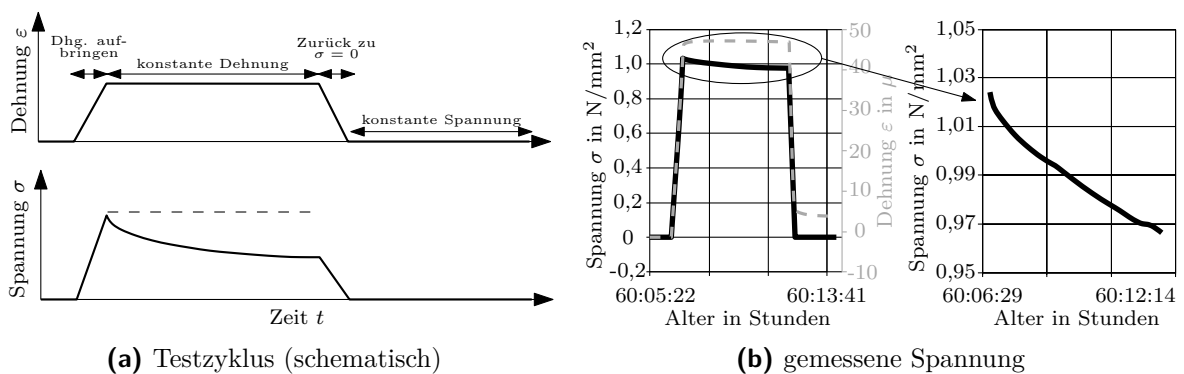 Dehnung ε
Dhg. auf-
bringen
Zurück zu
σ = 0
konstante Dehnung
konstante Spannung
Spannung σ
Zeit t
(a) Testzyklus (schematisch)
Spannung σ in N/mm²
1,2
1,0
0,8
0,6
0,4
0,2
0
-0,2
50
40
30
20
10
0
-10
Dehnung ε in μ
60:05:22
60:13:41
Alter in Stunden
Spannung σ in N/mm²
1,05
1,03
1,01
0,99
0,97
0,95
60:06:29
60:12:14
Alter in Stunden
(b) gemessene Spannung